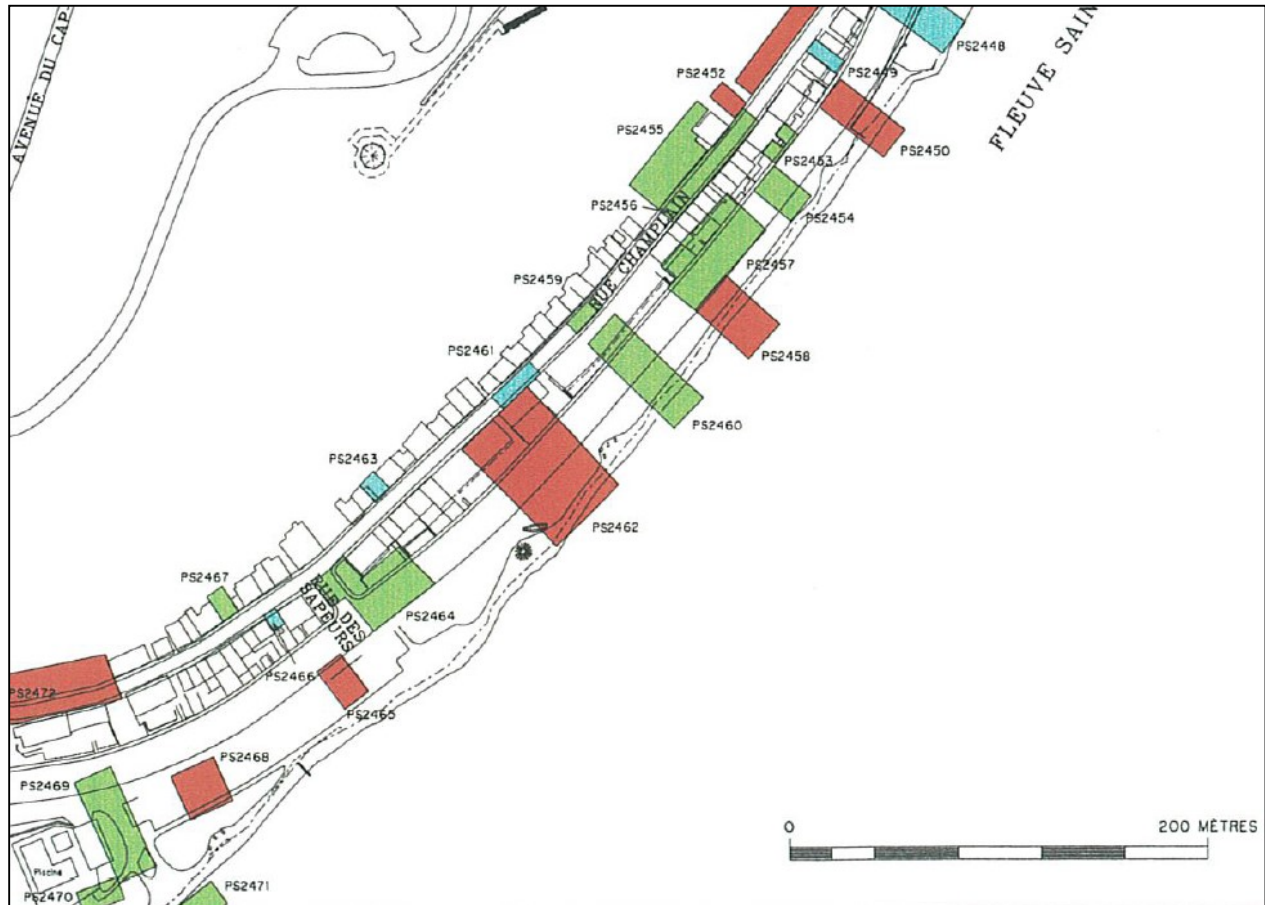 AVENUE DU CAP-
FLEUVE SAIN
PS2448
PS2449
PS2452
PS2450
PS2455
PS2453
PS2456
PS2454
RUE CHAMPLAIN
PS2457
PS2459
PS2458
PS2461
PS2460
PS2463
PS2462
PS2467
RUE DES
SAPEURS
PS2464
PS2466
PS2465
PS2472
PS2468
PS2469
Piscine
PS2470
PS2471
0
200 MÈTRES